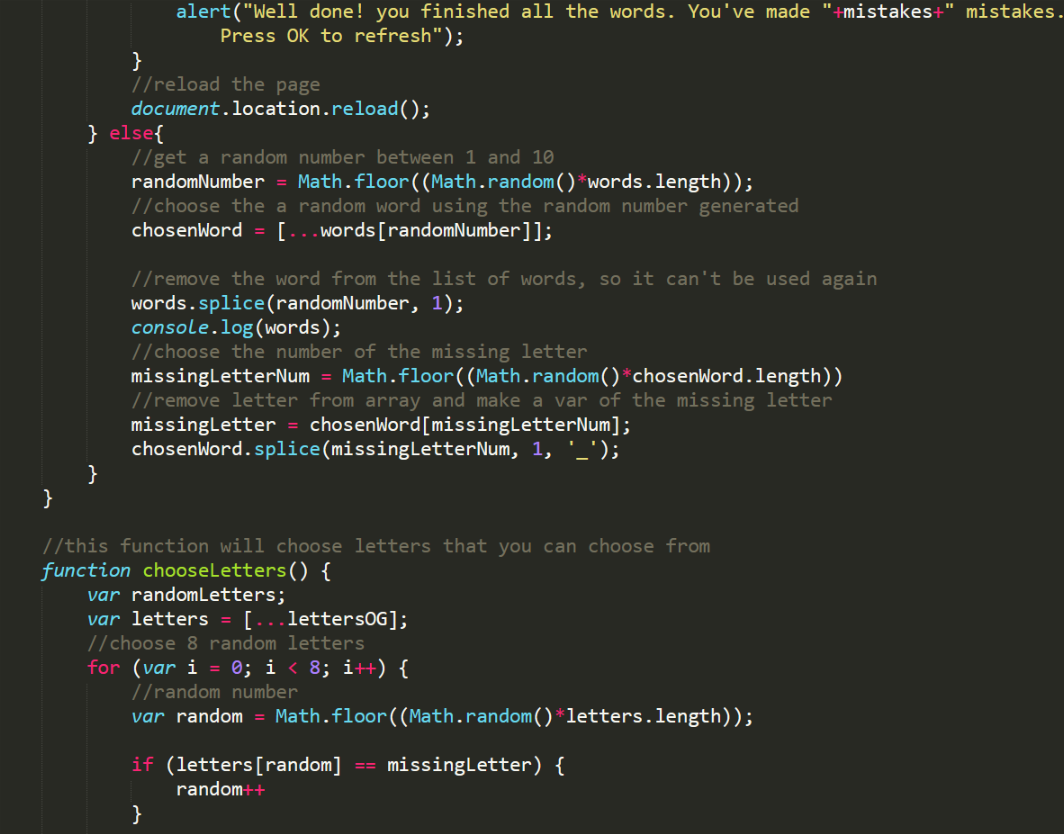 alert("Well done! you finished all the words. You've made "+mistakes+" mistakes.
Press OK to refresh");
}
//reload the page
document.location.reload();
} else{
//get a random number between 1 and 10
randomNumber = Math.floor((Math.random()*words.length));
//choose the a random word using the random number generated
chosenWord = [...words[randomNumber]];
//remove the word from the list of words, so it can't be used again
words.splice(randomNumber, 1);
console.log(words);
//choose the number of the missing letter
missingLetterNum = Math.floor((Math.random()*chosenWord.length))
//remove letter from array and make a var of the missing letter
missingLetter = chosenWord[missingLetterNum];
chosenWord.splice(missingLetterNum, 1, '_');
}
}
//this function will choose letters that you can choose from
function chooseLetters() {
var randomLetters;
var letters = [...lettersOG];
//choose 8 random letters
for (var i = 0; i < 8; i++) {
//random number
var random = Math.floor((Math.random()*letters.length));
if (letters[random] == missingLetter) {
random++
}